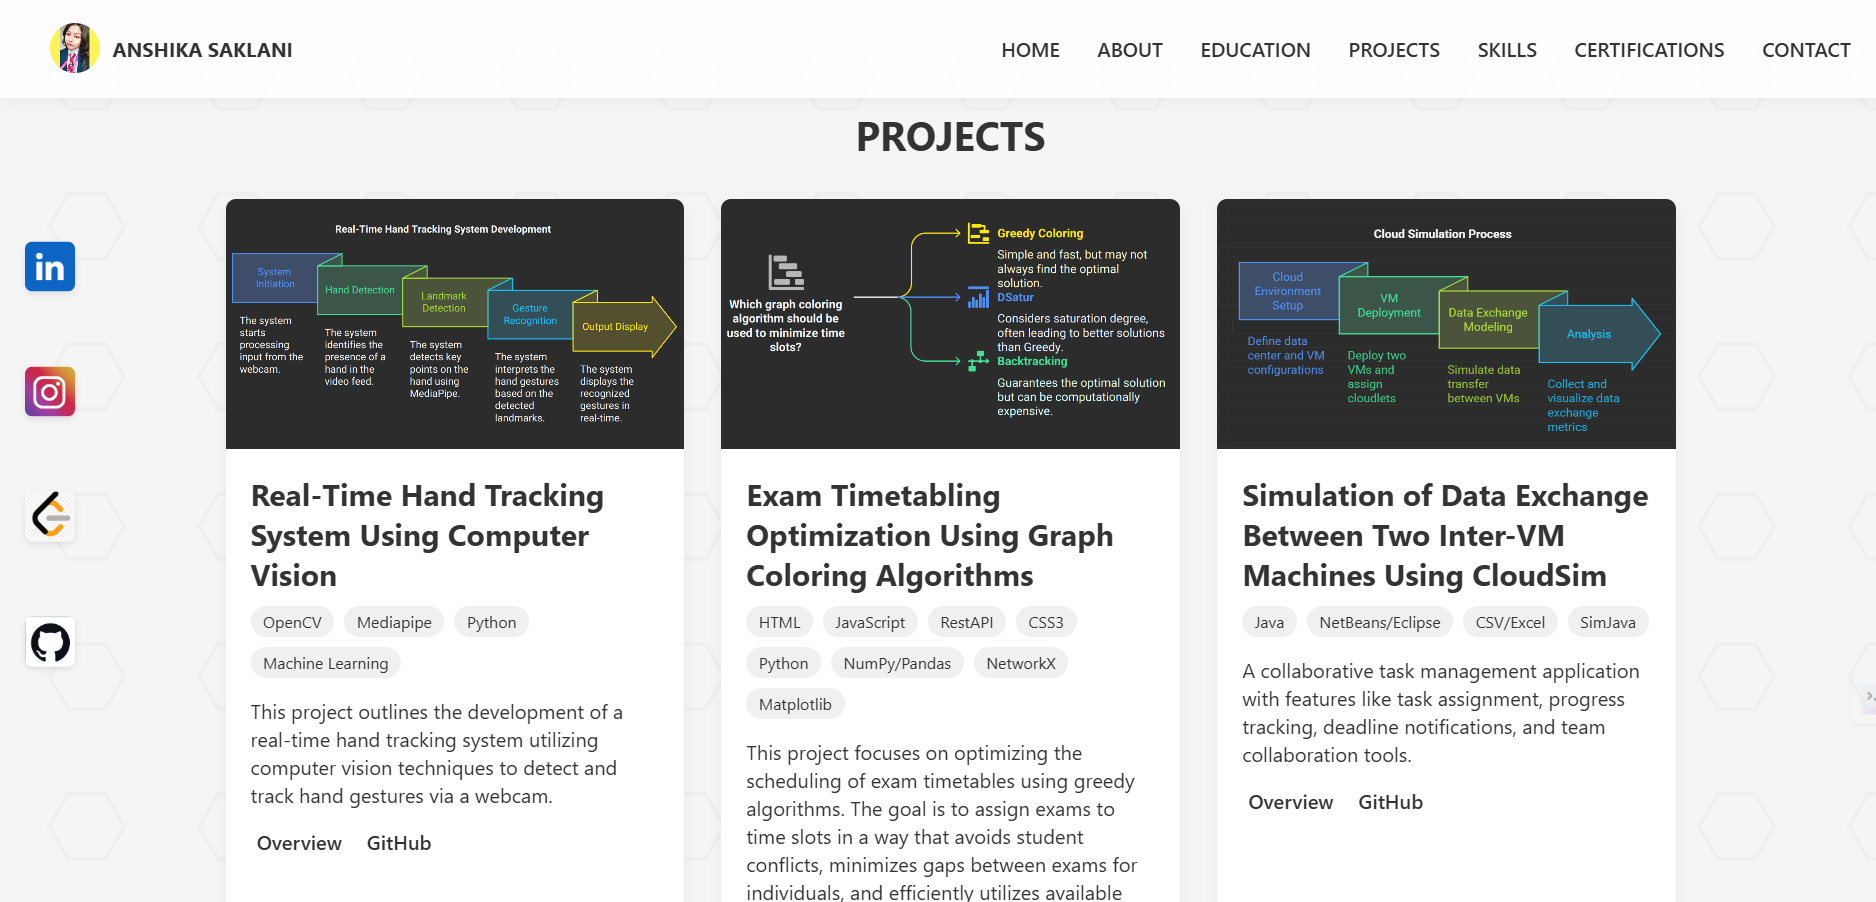 ANSHIKA SAKLANI
HOME ABOUT EDUCATION PROJECTS SKILLS CERTIFICATIONS CONTACT
PROJECTS
Real-Time Hand Tracking System Development
System
Initiation
The system
starts
processing
input from the
webcam.
Hand Detection
The system
identifies the
presence of a
hand in the
video feed.
Landmark
Detection
The system
detects key
points on the
hand using
MediaPipe.
Gesture
Recognition
The system
interprets the
hand gestures
based on the
detected
landmarks.
Output Display
The system
displays the
recognized
gestures in
real-time.
Real-Time Hand Tracking
System Using Computer
Vision
OpenCV Mediapipe Python
Machine Learning
This project outlines the development of a
real-time hand tracking system utilizing
computer vision techniques to detect and
track hand gestures via a webcam.
Overview GitHub
Which graph coloring
algorithm should be
used to minimize time
slots?
Greedy Coloring
Simple and fast, but may not
always find the optimal
solution.
DSatur
Considers saturation degree,
often leading to better solutions
than Greedy.
Backtracking
Guarantees the optimal solution
but can be computationally
expensive.
Exam Timetabling
Optimization Using Graph
Coloring Algorithms
HTML JavaScript RestAPI CSS3
Python NumPy/Pandas NetworkX
Matplotlib
This project focuses on optimizing the
scheduling of exam timetables using greedy
algorithms. The goal is to assign exams to
time slots in a way that avoids student
conflicts, minimizes gaps between exams for
individuals, and efficiently utilizes available
Cloud Simulation Process
Cloud
Environment
Setup
Define data
center and VM
configurations
VM
Deployment
Deploy two
VMs and
assign
cloudlets
Data Exchange
Modeling
Simulate data
transfer
between VMs
Analysis
Collect and
visualize data
exchange
metrics
Simulation of Data Exchange
Between Two Inter-VM
Machines Using CloudSim
Java NetBeans/Eclipse CSV/Excel SimJava
A collaborative task management application
with features like task assignment, progress
tracking, deadline notifications, and team
collaboration tools.
Overview GitHub
in